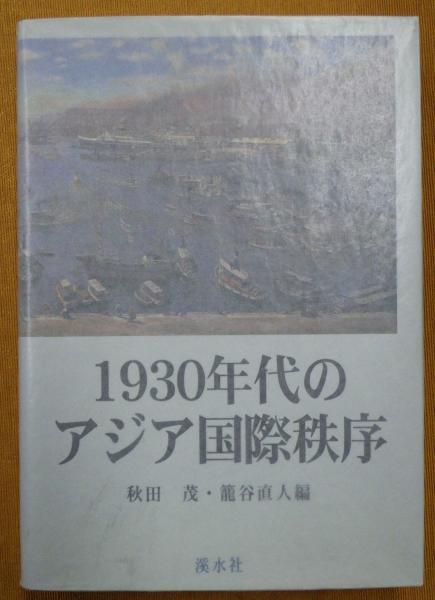 1930年代の
アジア国際秩序
秋田 茂・籠谷直人編
溪水社